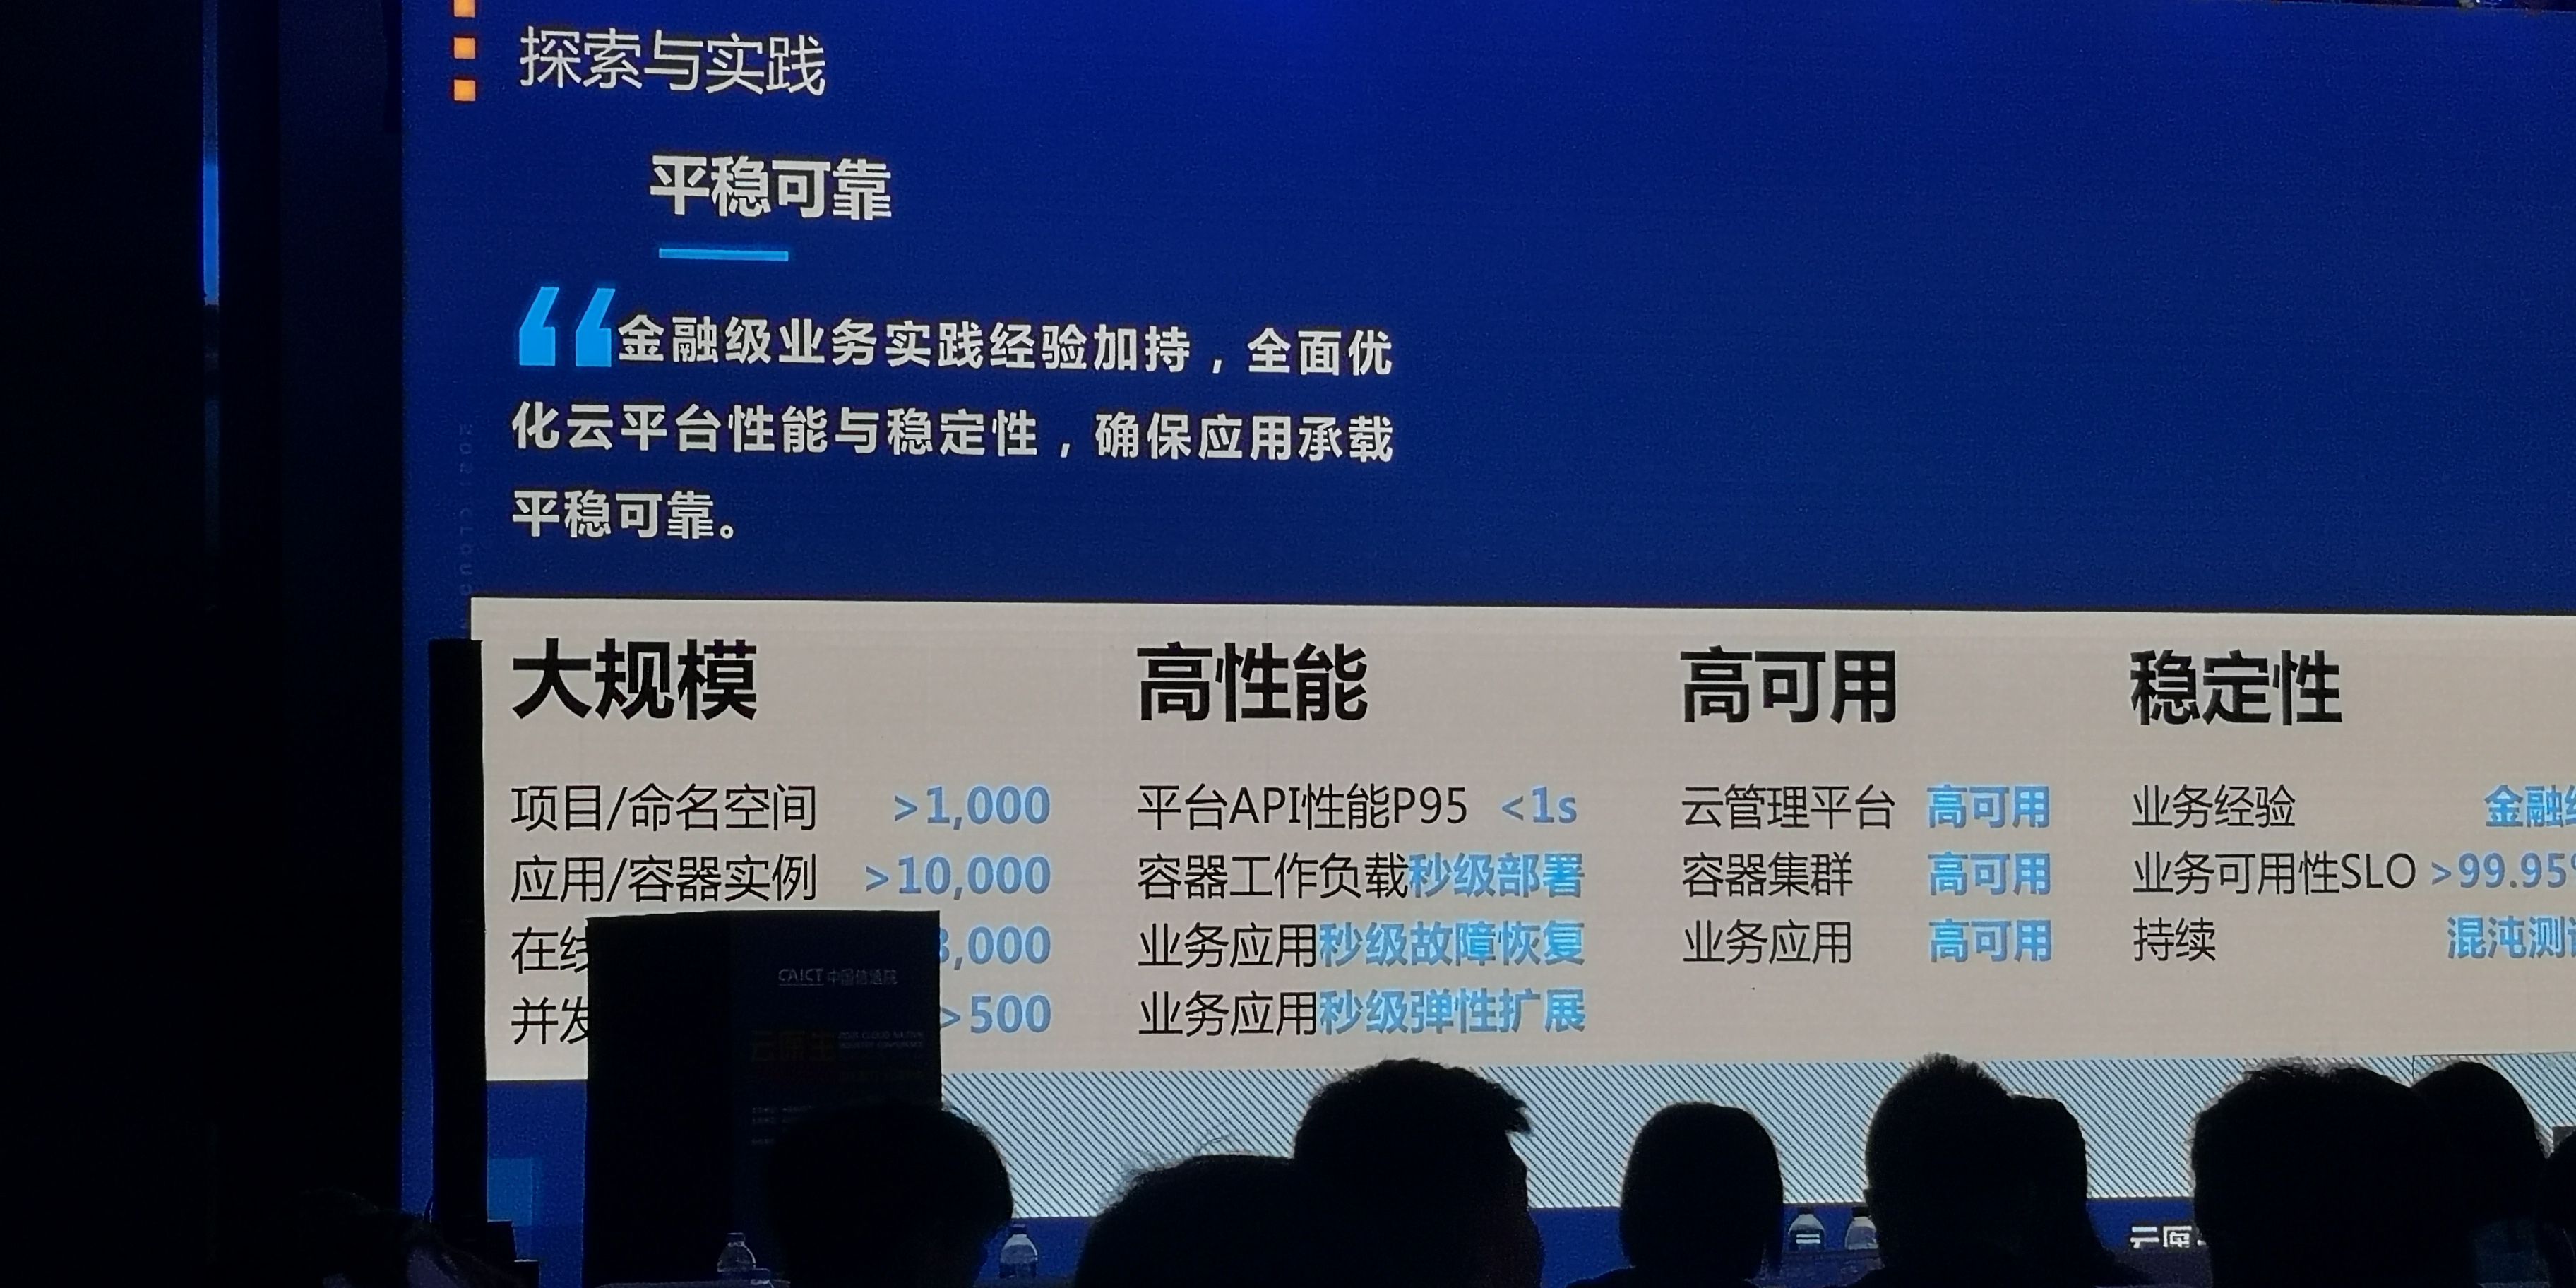 探索与实践
平稳可靠
“金融级业务实践经验加持，全面优
化云平台性能与稳定性，确保应用承载
平稳可靠。
大规模
项目/命名空间 >1,000
应用/容器实例 >10,000
在线 ,000
并发 >500
高性能
平台API性能P95 <1s
容器工作负载秒级部署
业务应用秒级故障恢复
业务应用秒级弹性扩展
高可用
云管理平台 高可用
容器集群 高可用
业务应用 高可用
稳定性
业务经验 金融
业务可用性SLO >99.95
持续 混沌测
CAICT 中国信通院
云原生